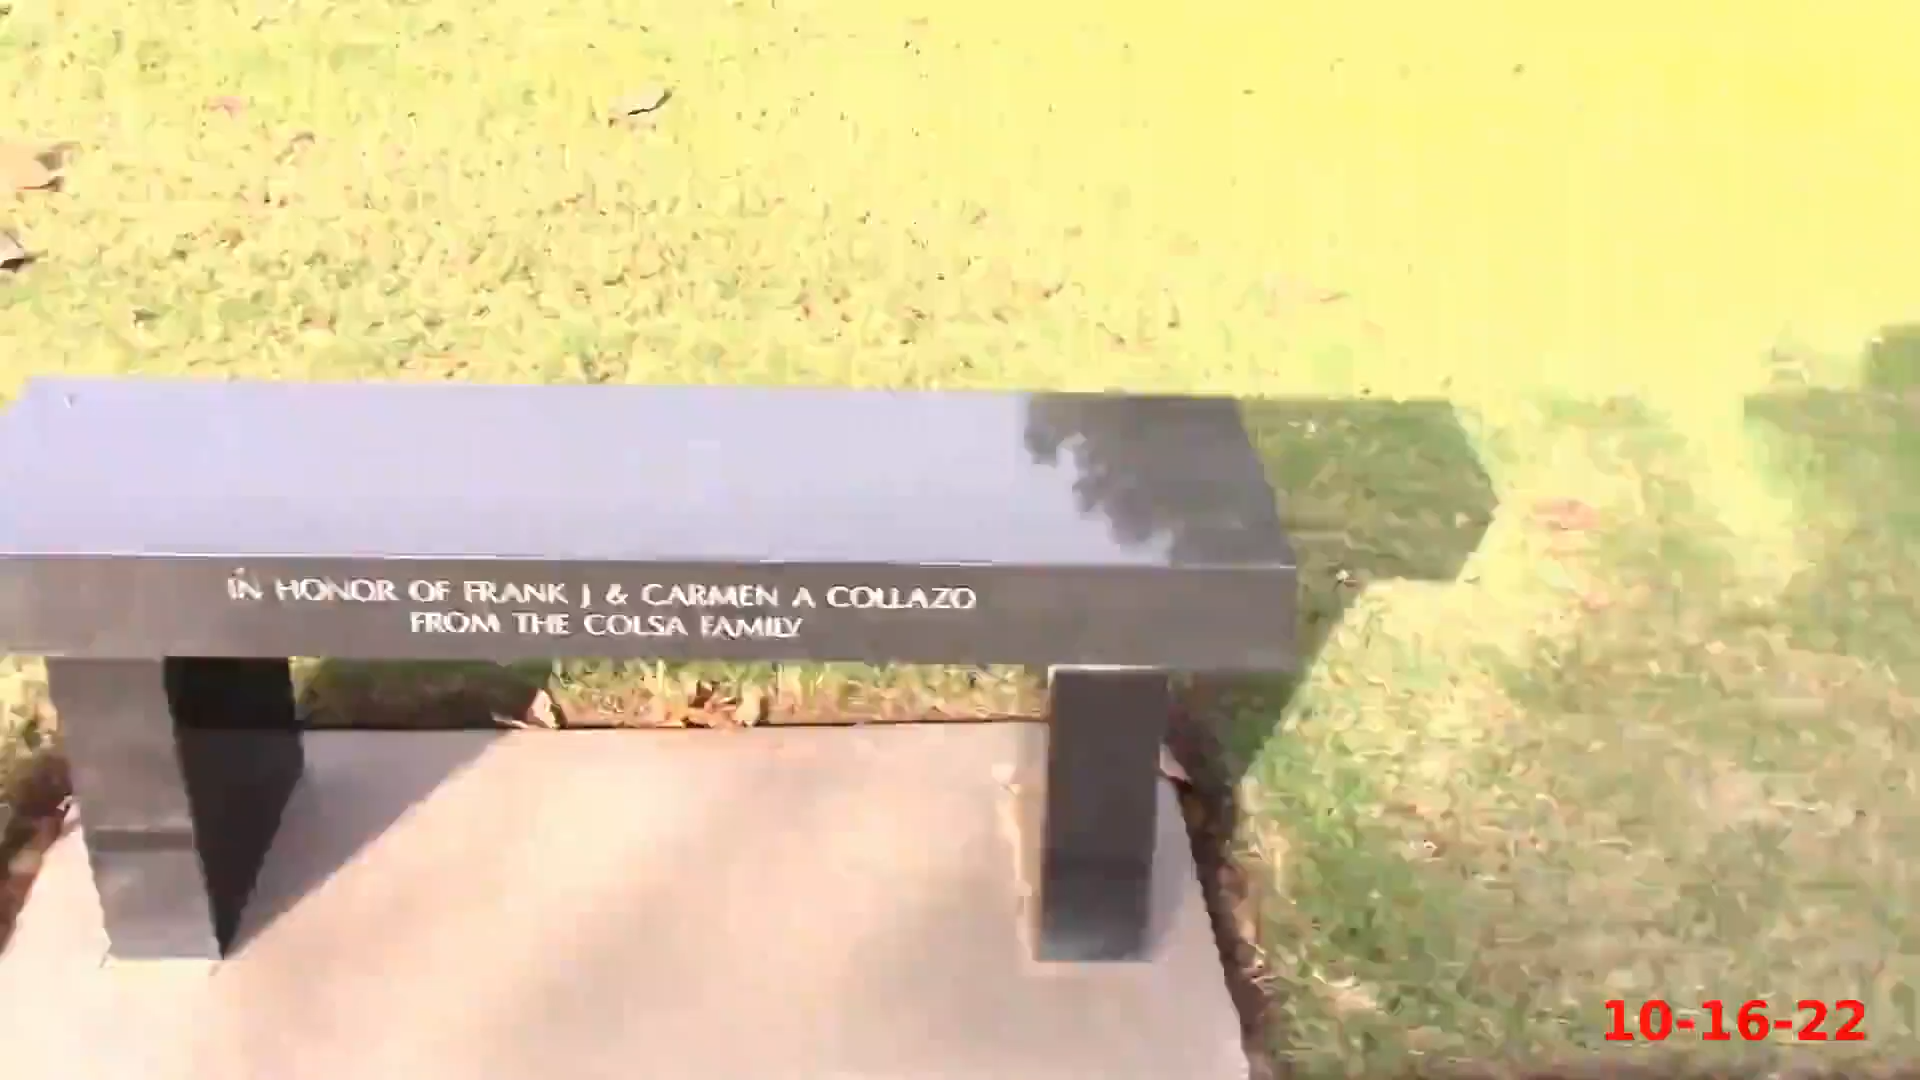 IN HONOR OF FRANK J & CARMEN A COLLAZO
FROM THE COLSA FAMILY
10-16-22